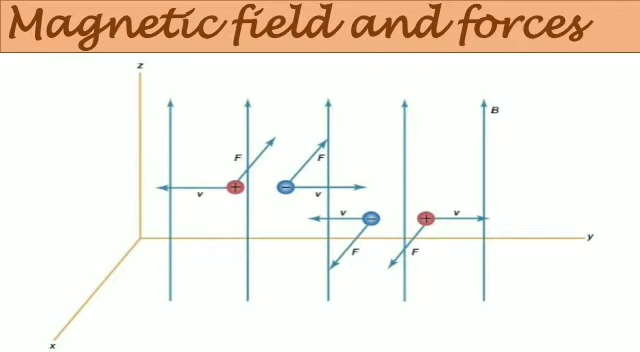 Magnetic field and forces
z
B
F
F
+
–
v
v
v
–
+
v
F
F
y
x